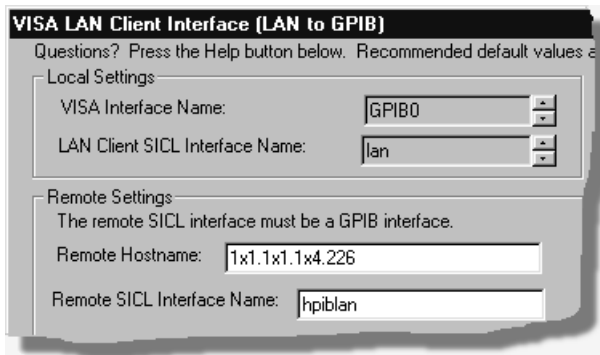 VISA LAN Client Interface (LAN to GPIB)
Questions? Press the Help button below. Recommended default values a
Local Settings
VISA Interface Name: GPIB0
LAN Client SICL Interface Name: lan
Remote Settings
The remote SICL interface must be a GPIB interface.
Remote Hostname: 1x1.1x1.1x4.226
Remote SICL Interface Name: hpiblan